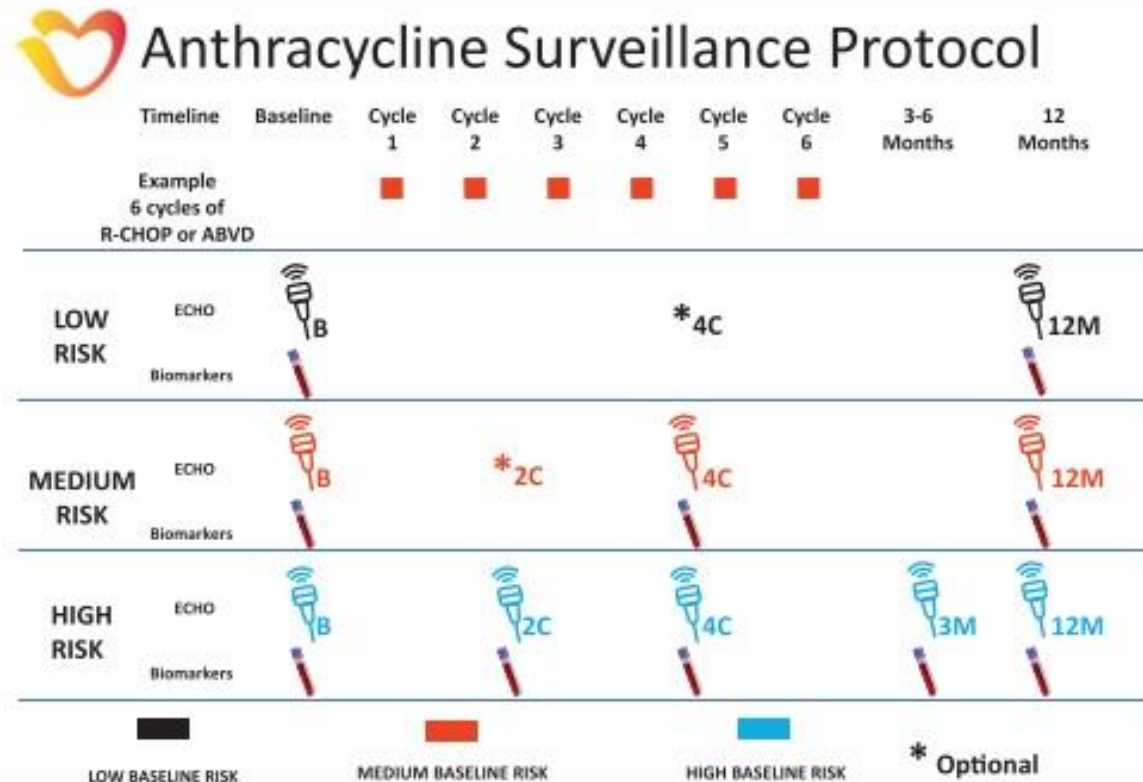 Anthracycline Surveillance Protocol
Timeline Baseline Cycle 1 Cycle 2 Cycle 3 Cycle 4 Cycle 5 Cycle 6 3-6 Months 12 Months
Example
6 cycles of
R-CHOP or ABVD
LOW RISK
ECHO B *4C 12M
Biomarkers
MEDIUM RISK
ECHO B *2C 4C 12M
Biomarkers
HIGH RISK
ECHO B 2C 4C 3M 12M
Biomarkers
LOW BASELINE RISK MEDIUM BASELINE RISK HIGH BASELINE RISK * Optional